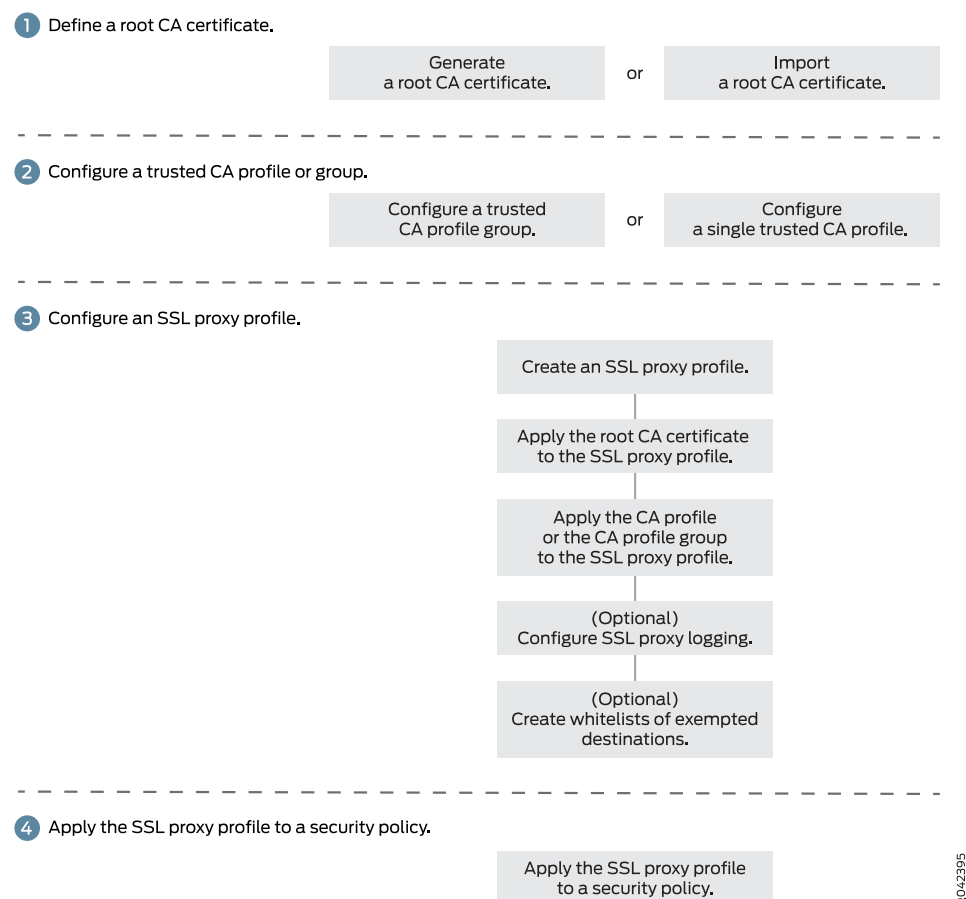 1 Define a root CA certificate.
Generate
a root CA certificate.
or
Import
a root CA certificate.
2 Configure a trusted CA profile or group.
Configure a trusted
CA profile group.
or
Configure
a single trusted CA profile.
3 Configure an SSL proxy profile.
Create an SSL proxy profile.
Apply the root CA certificate
to the SSL proxy profile.
Apply the CA profile
or the CA profile group
to the SSL proxy profile.
(Optional)
Configure SSL proxy logging.
(Optional)
Create whitelists of exempted
destinations.
4 Apply the SSL proxy profile to a security policy.
Apply the SSL proxy profile
to a security policy.